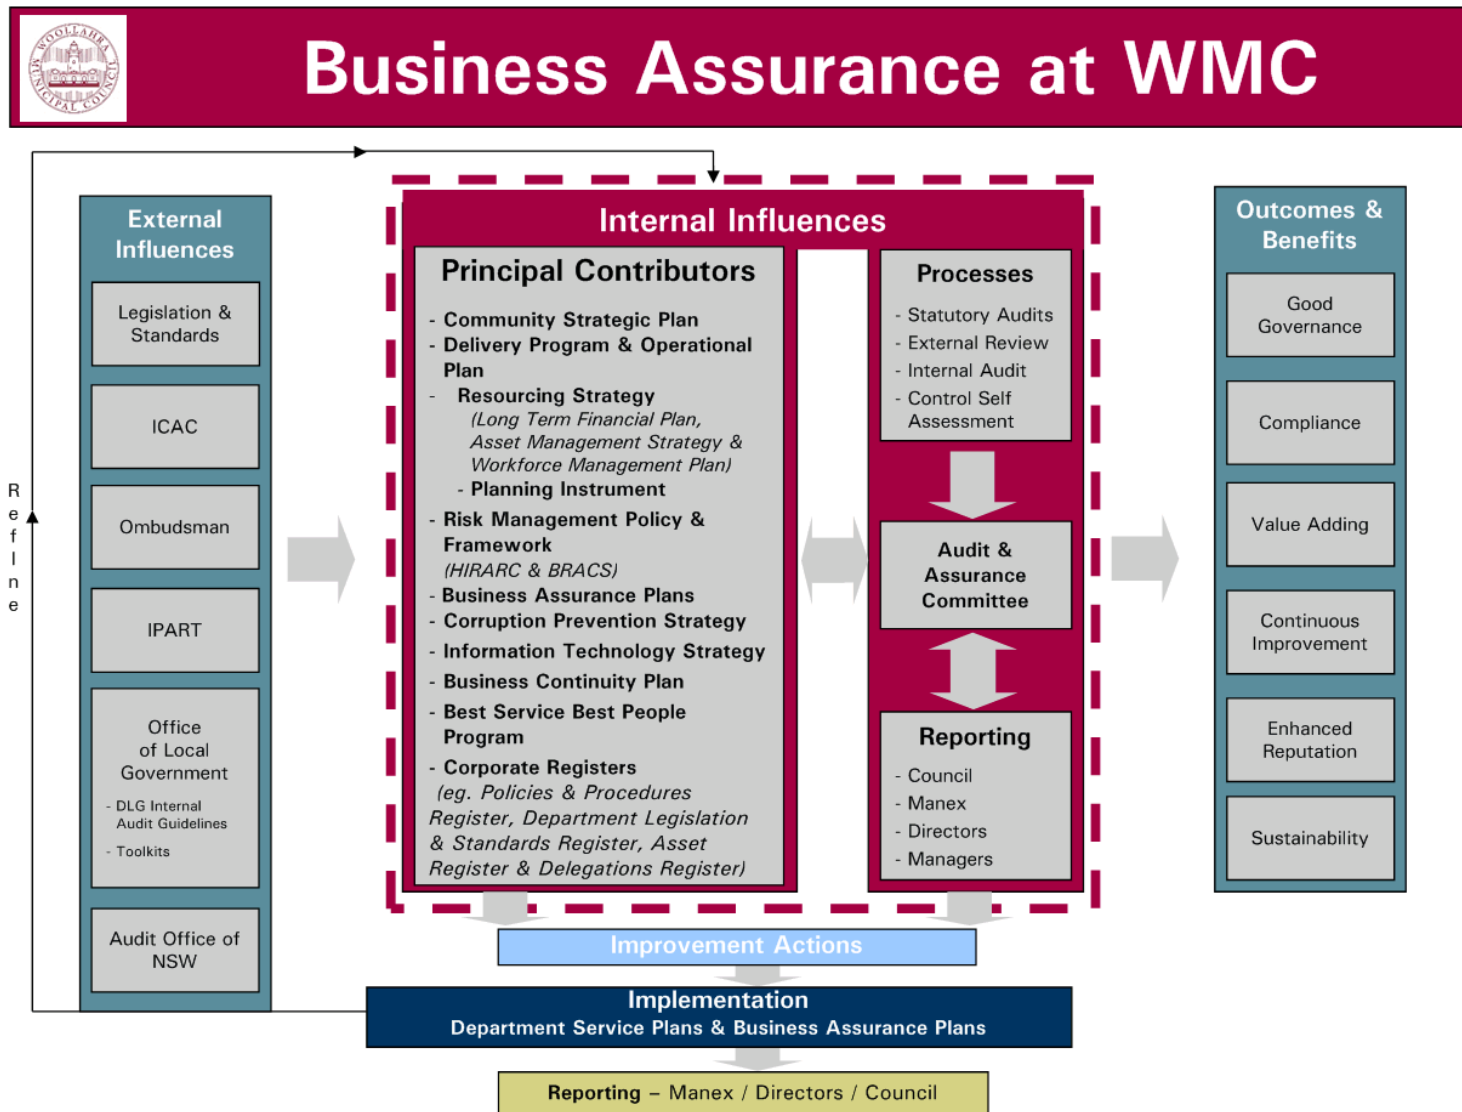 WOOLLAHRA
MUNICIPAL COUNCIL
Business Assurance at WMC
External
Influences
Legislation &
Standards
ICAC
Ombudsman
IPART
Office
of Local
Government
- DLG Internal
Audit Guidelines
- Toolkits
Audit Office of
NSW
R
e
f
I
n
e
Internal Influences
Principal Contributors
- Community Strategic Plan
- Delivery Program & Operational
Plan
- Resourcing Strategy
(Long Term Financial Plan,
Asset Management Strategy &
Workforce Management Plan)
- Planning Instrument
- Risk Management Policy &
Framework
(HIRARC & BRACS)
- Business Assurance Plans
- Corruption Prevention Strategy
- Information Technology Strategy
- Business Continuity Plan
- Best Service Best People
Program
- Corporate Registers
(eg. Policies & Procedures
Register, Department Legislation
& Standards Register, Asset
Register & Delegations Register)
Processes
- Statutory Audits
- External Review
- Internal Audit
- Control Self
Assessment
Audit &
Assurance
Committee
Reporting
- Council
- Manex
- Directors
- Managers
Outcomes &
Benefits
Good
Governance
Compliance
Value Adding
Continuous
Improvement
Enhanced
Reputation
Sustainability
Improvement Actions
Implementation
Department Service Plans & Business Assurance Plans
Reporting – Manex / Directors / Council